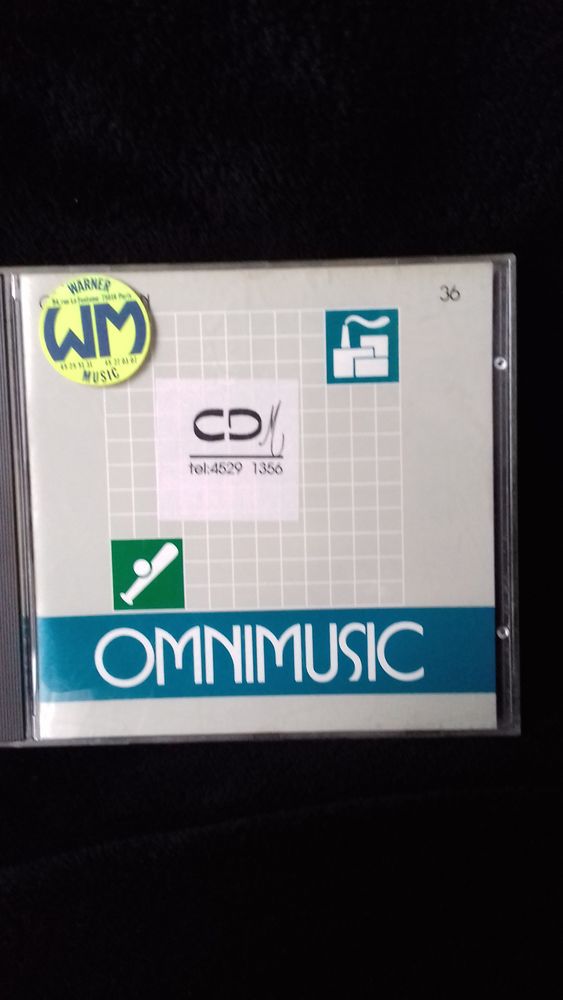 WARNER
WM
MUSIC
36
CDM
tel:4529 1356
OMNIMUSIC